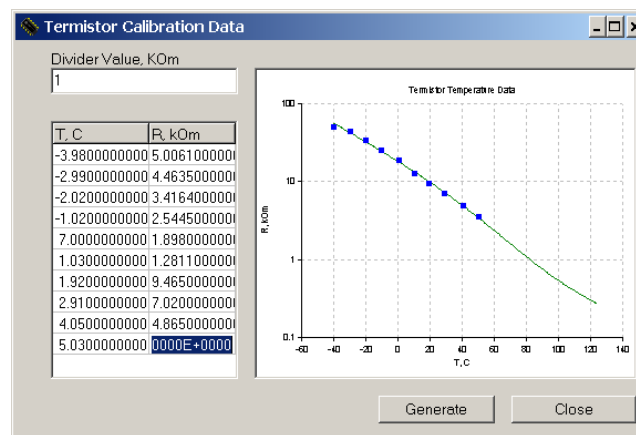 Termistor Calibration Data
Divider Value, KOm
1
T, C R, kOm
-3.9800000000 5.0061000000
-2.9900000000 4.4635000000
-2.0200000000 3.4164000000
-1.0200000000 2.5445000000
7.0000000000 1.8980000000
1.0300000000 1.2811000000
1.9200000000 9.4650000000
2.9100000000 7.0200000000
4.0500000000 4.8650000000
5.0300000000 0000E+0000
Termistor Temperature Data
100
10
1
0.1
R, kOm
-60 -40 -20 0 20 40 60 80 100 120 140
T, C
Generate Close